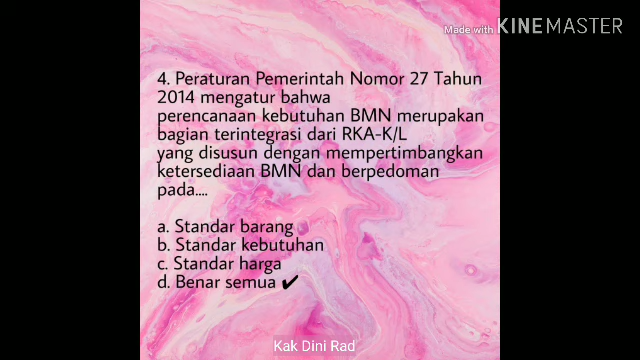 Made with KINEMASTER
4. Peraturan Pemerintah Nomor 27 Tahun
2014 mengatur bahwa
perencanaan kebutuhan BMN merupakan
bagian terintegrasi dari RKA-K/L
yang disusun dengan mempertimbangkan
ketersediaan BMN dan berpedoman
pada....
a. Standar barang
b. Standar kebutuhan
c. Standar harga
d. Benar semua ✔
Kak Dini Rad